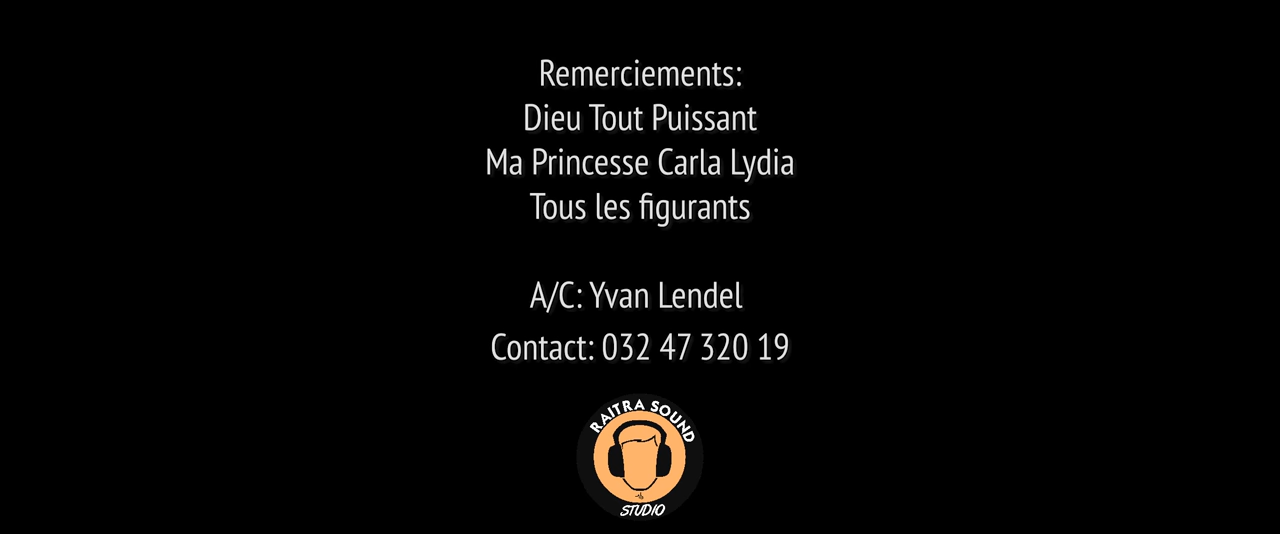 Remerciements:
Dieu Tout Puissant
Ma Princesse Carla Lydia
Tous les figurants
A/C: Yvan Lendel
Contact: 032 47 320 19
RAITRA SOUND
STUDIO